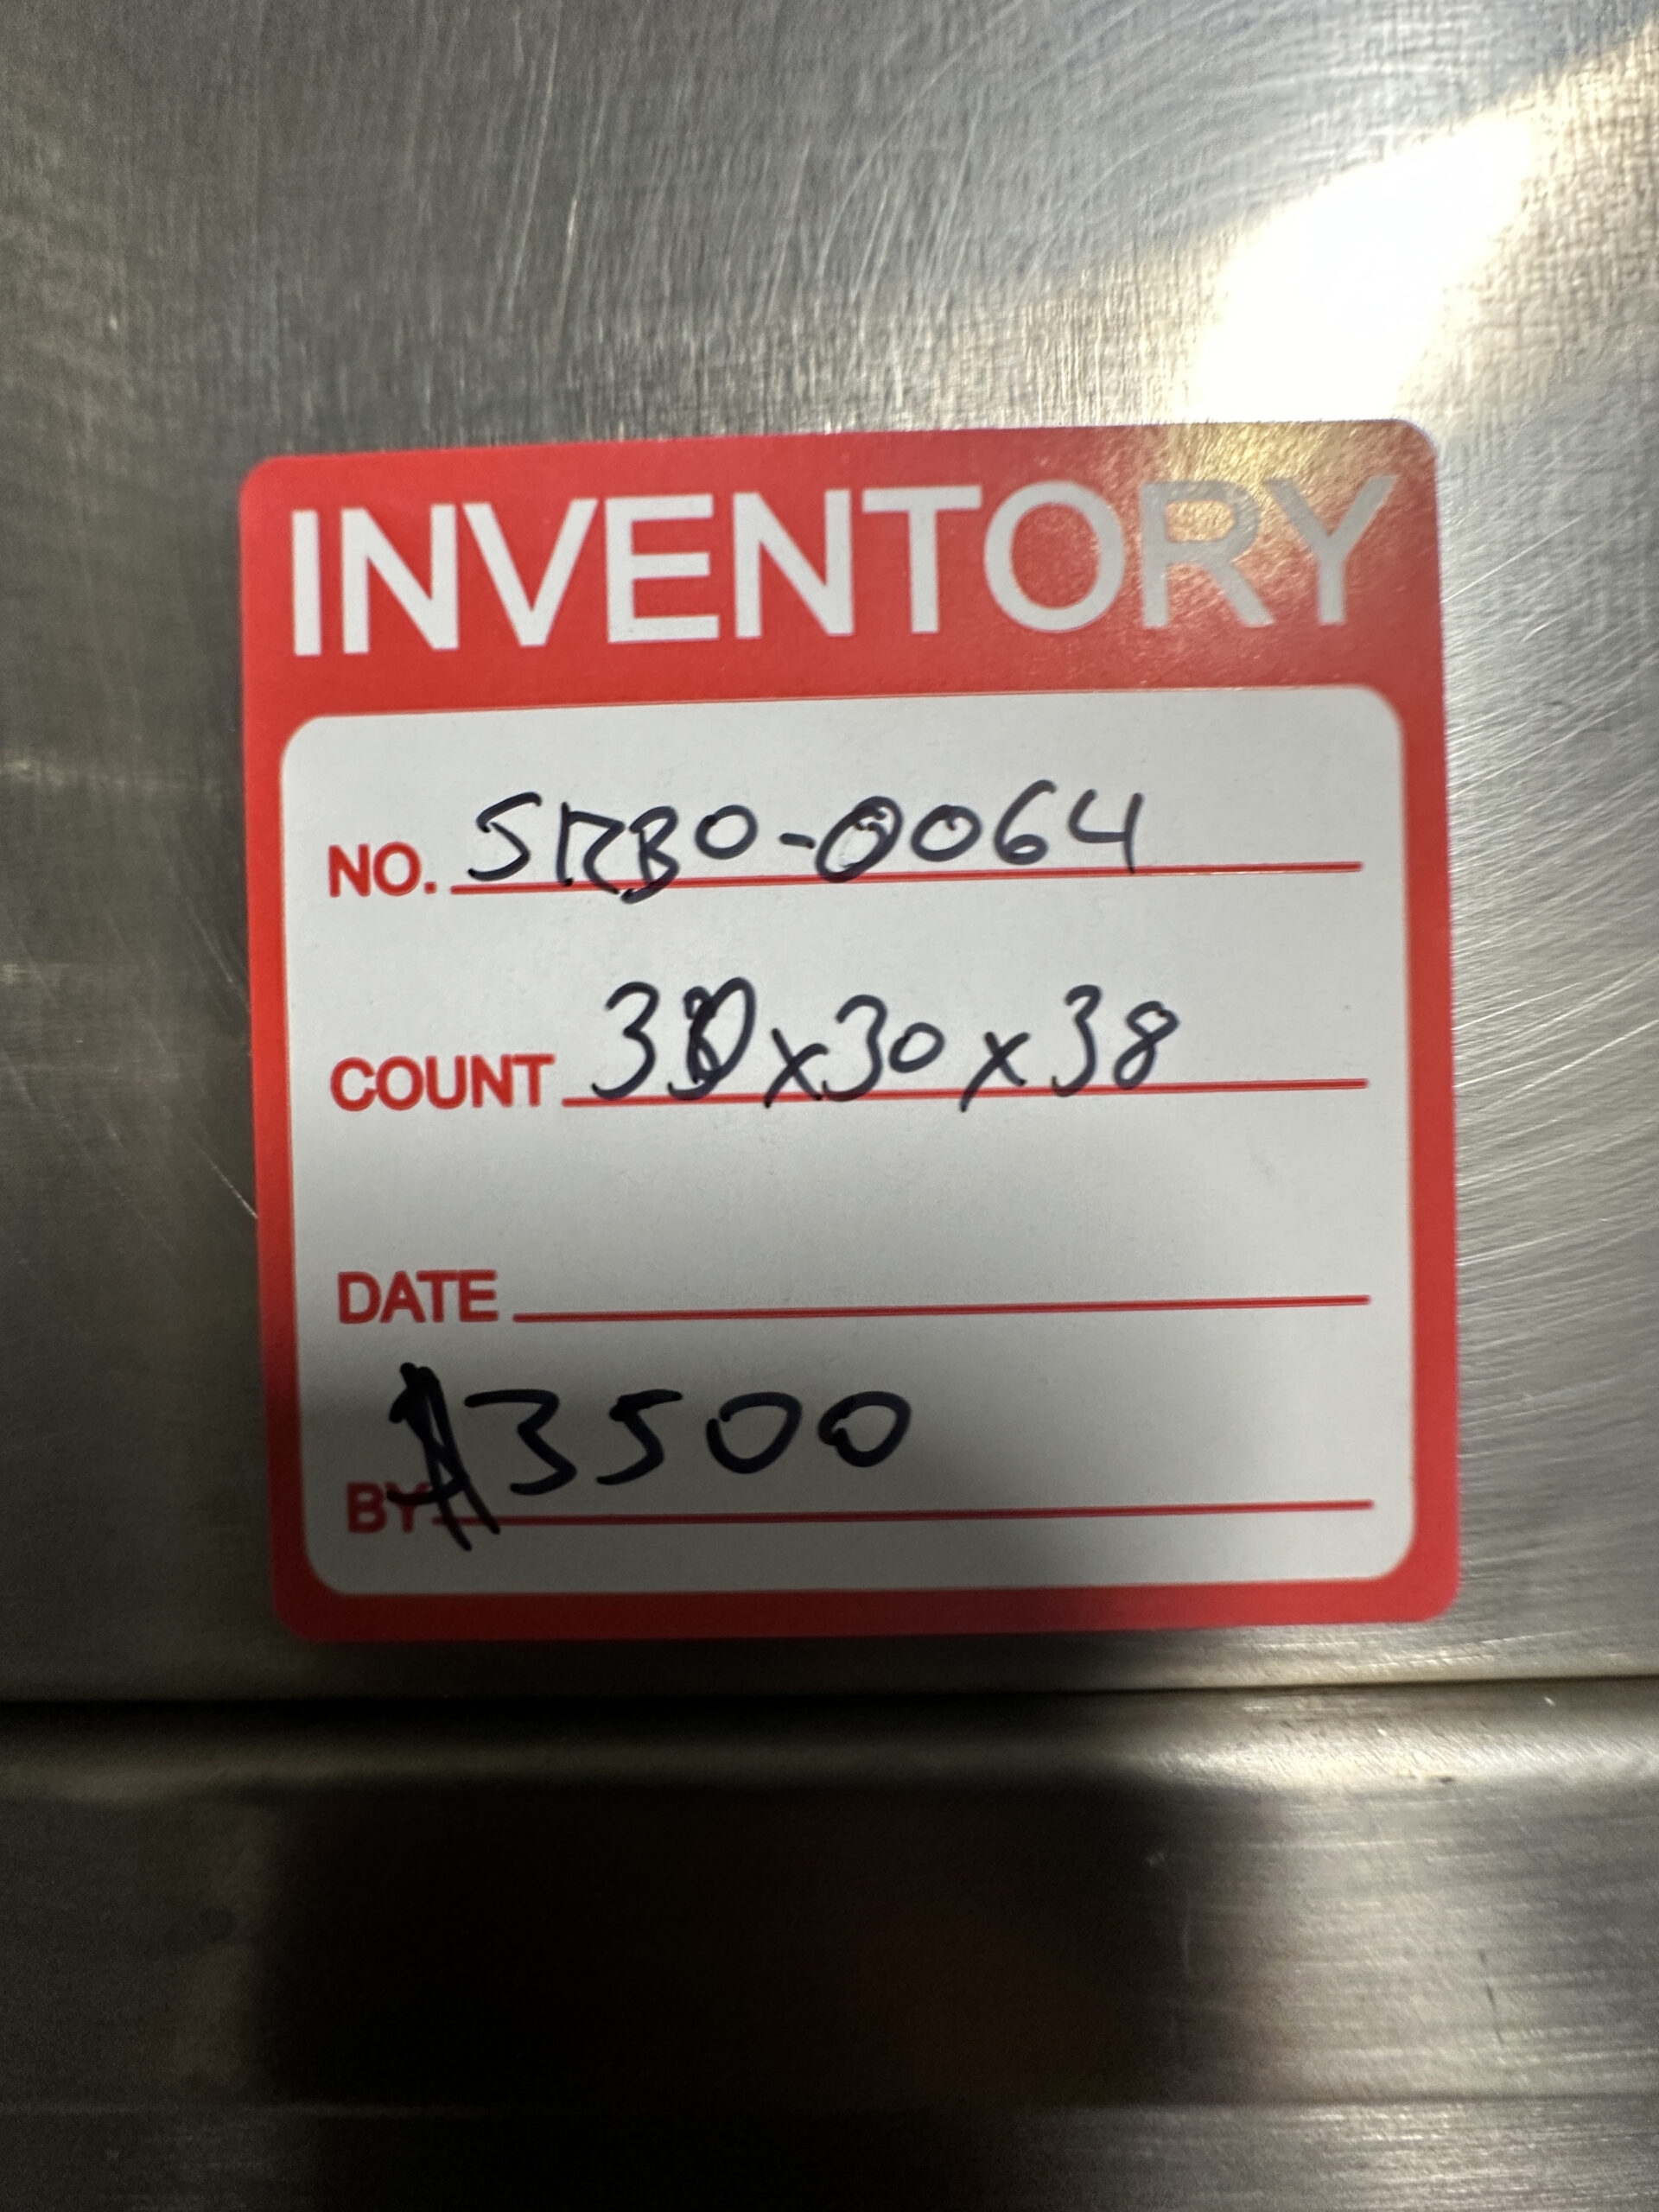 INVENTORY
NO. SRBO-0064
COUNT 30x30x38
DATE
$3500
BY